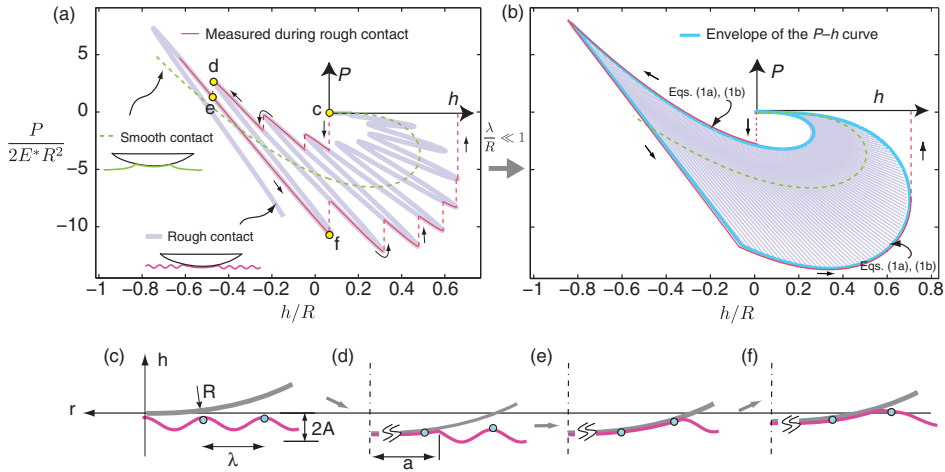 (a)
Measured during rough contact
d
e
c
P
h
f
Smooth contact
Rough contact
P
2E*R²
5
0
−5
−10
−1 −0.8 −0.6 −0.4 −0.2 0 0.2 0.4 0.6
h/R
λ/R ≪ 1
(b)
Envelope of the P–h curve
P
h
Eqs. (1a), (1b)
Eqs. (1a), (1b)
−1 −0.8 −0.6 −0.4 −0.2 0 0.2 0.4 0.6 0.8
h/R
(c)
h
R
r
2A
λ
(d)
a
(e)
(f)